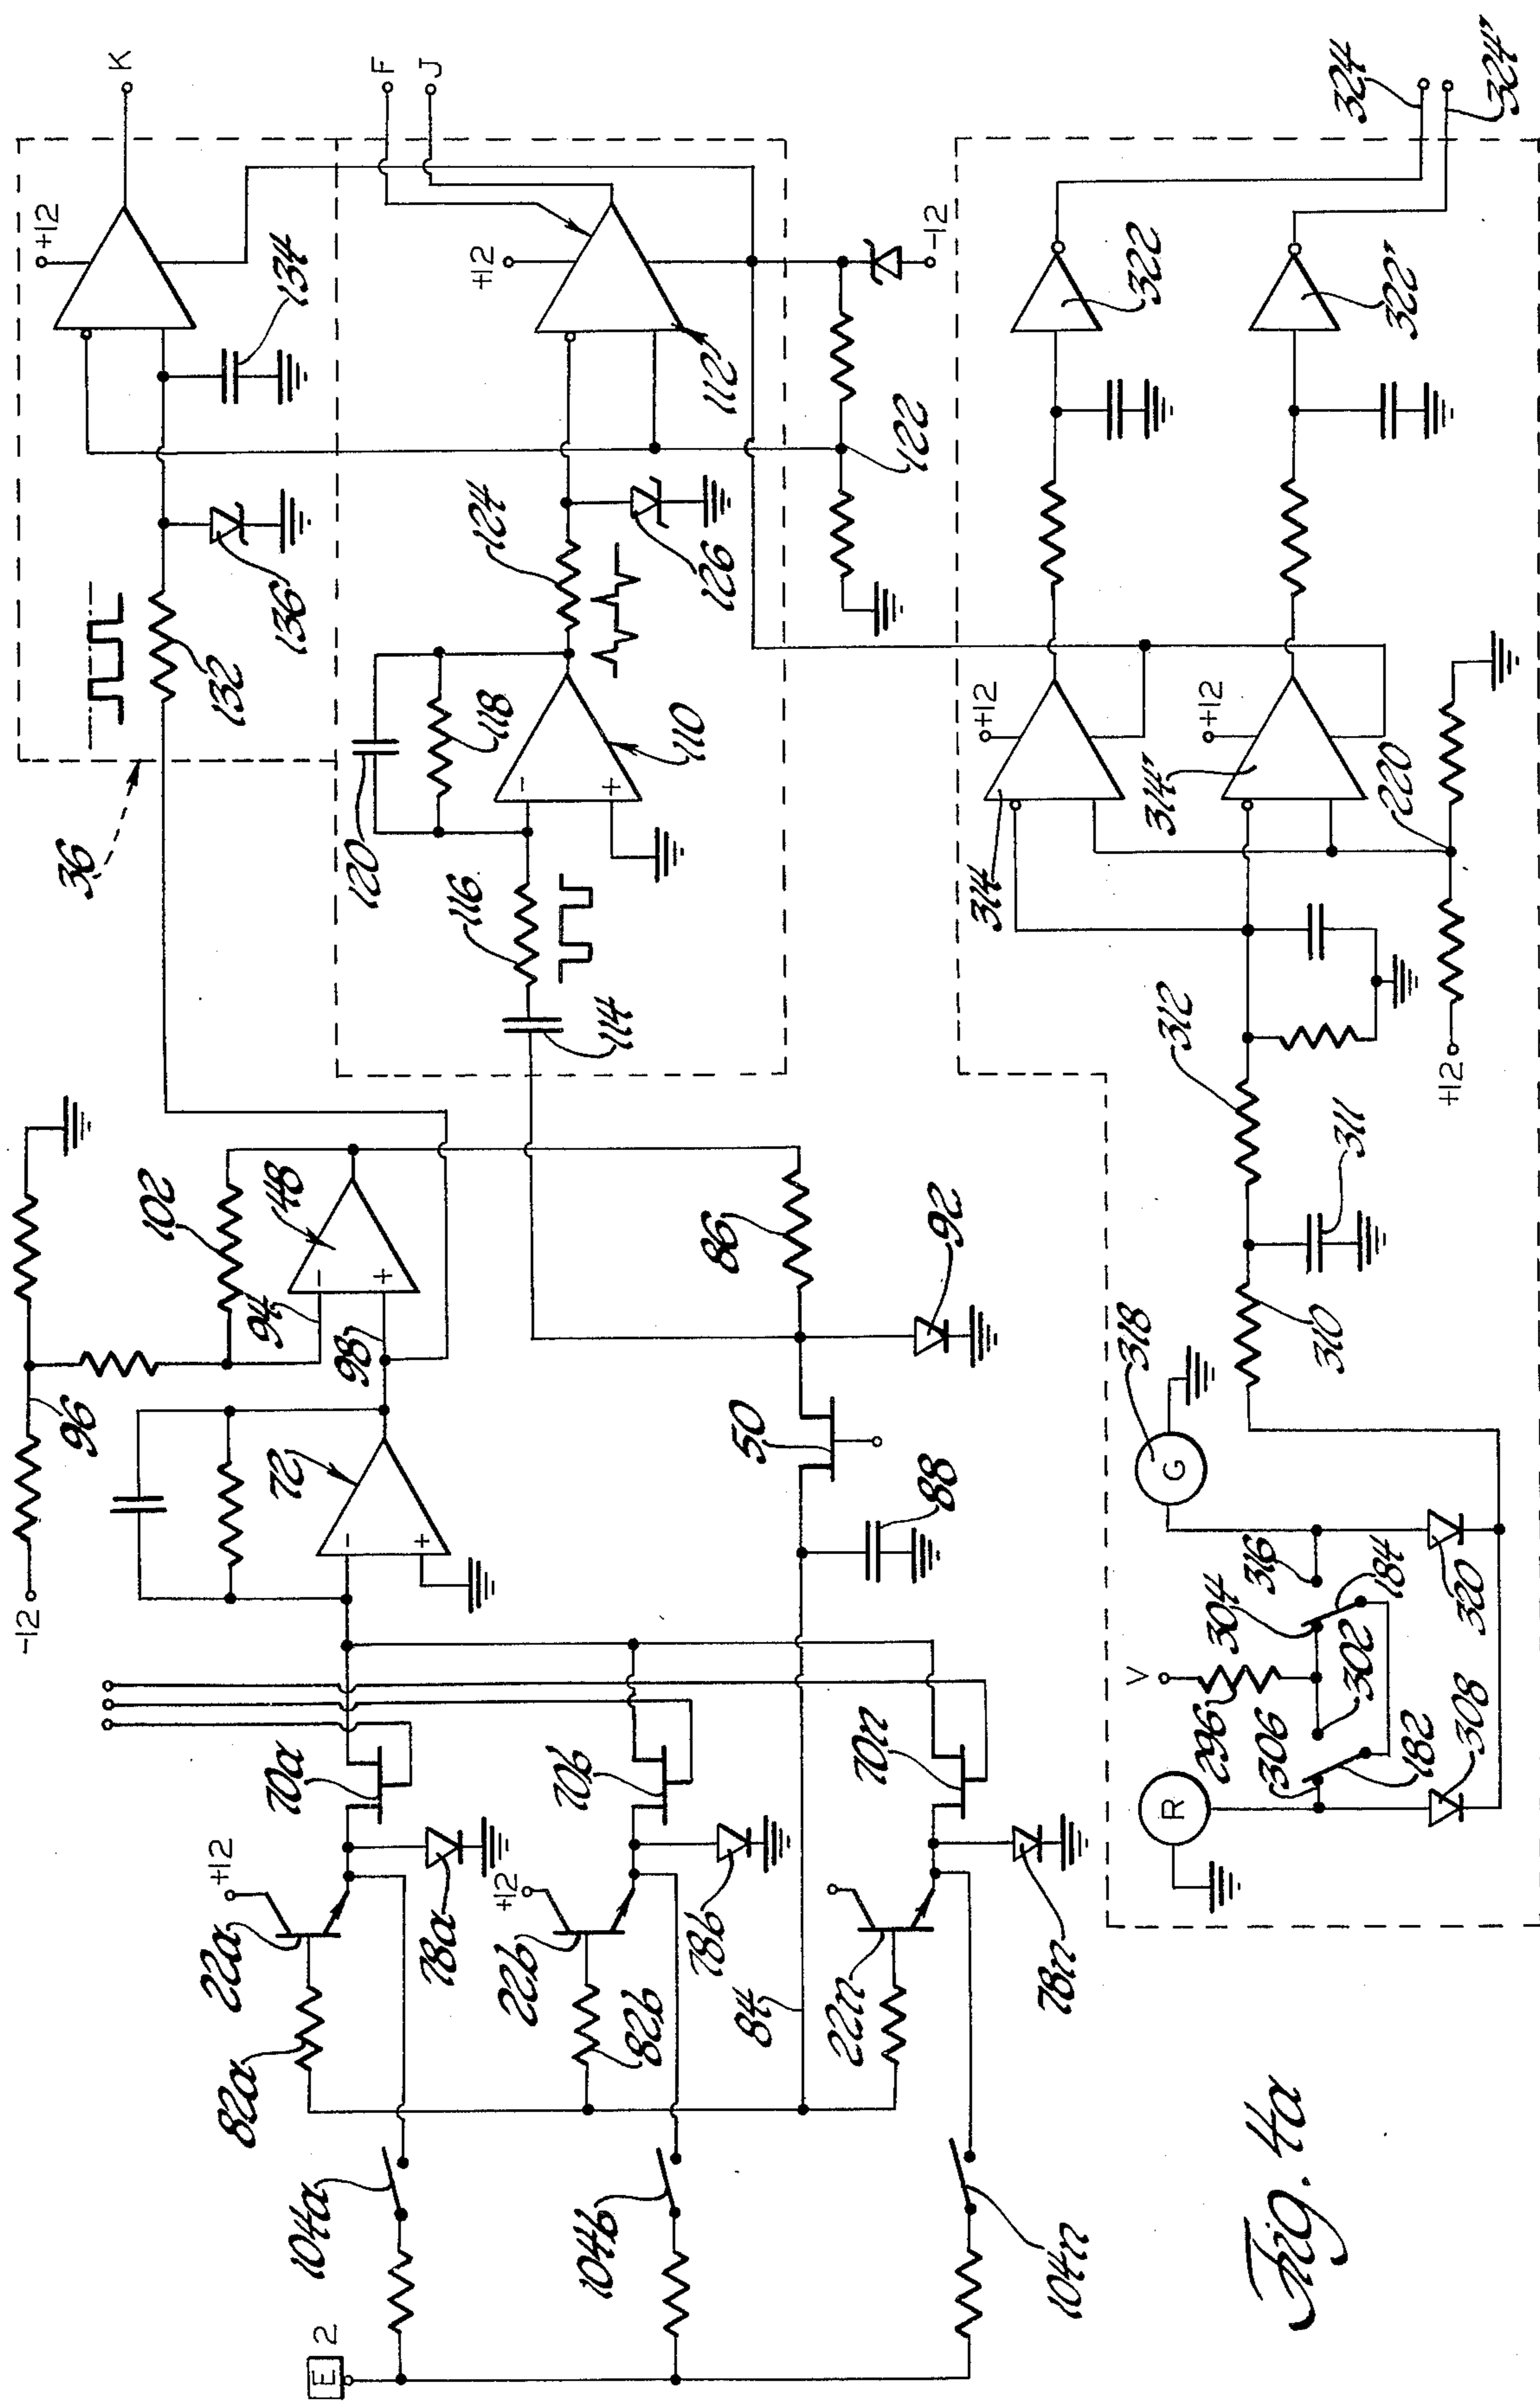 E 2
104a
104b
104n
82a
22a
+12
82b
22b
+12
22n
84
78a
78b
78n
70a
70b
70n
-12
96
72
-
+
94
98
102
48
-
+
50
88
86
92
36
132
136
134
+12
K
114
116
120
118
110
-
+
124
126
112
+12
F
J
122
-12
R
G
V
296
306
302
304
316
182
184
308
320
318
310
311
312
314
+12
314'
+12
220
+12
322
322'
324
324'
Fig. 4a